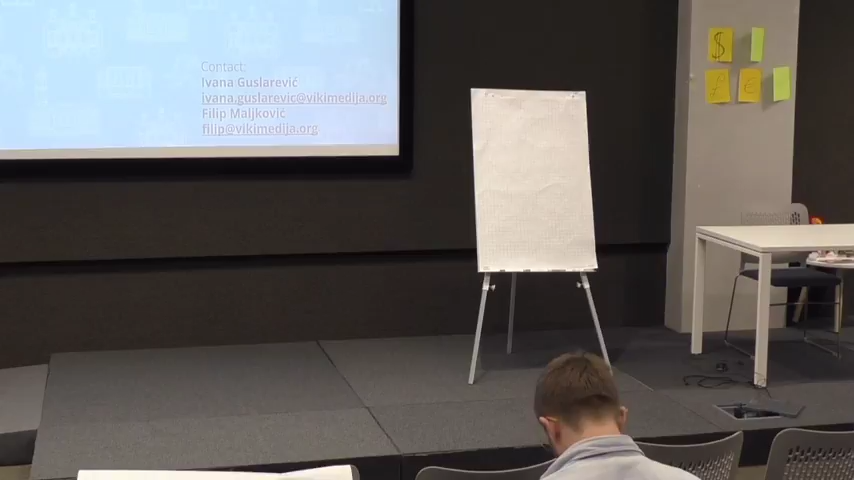 Contact:
Ivana Guslarević
ivana.guslarevic@vikimedija.org
Filip Maljković
filip@vikimedija.org
$
£
€